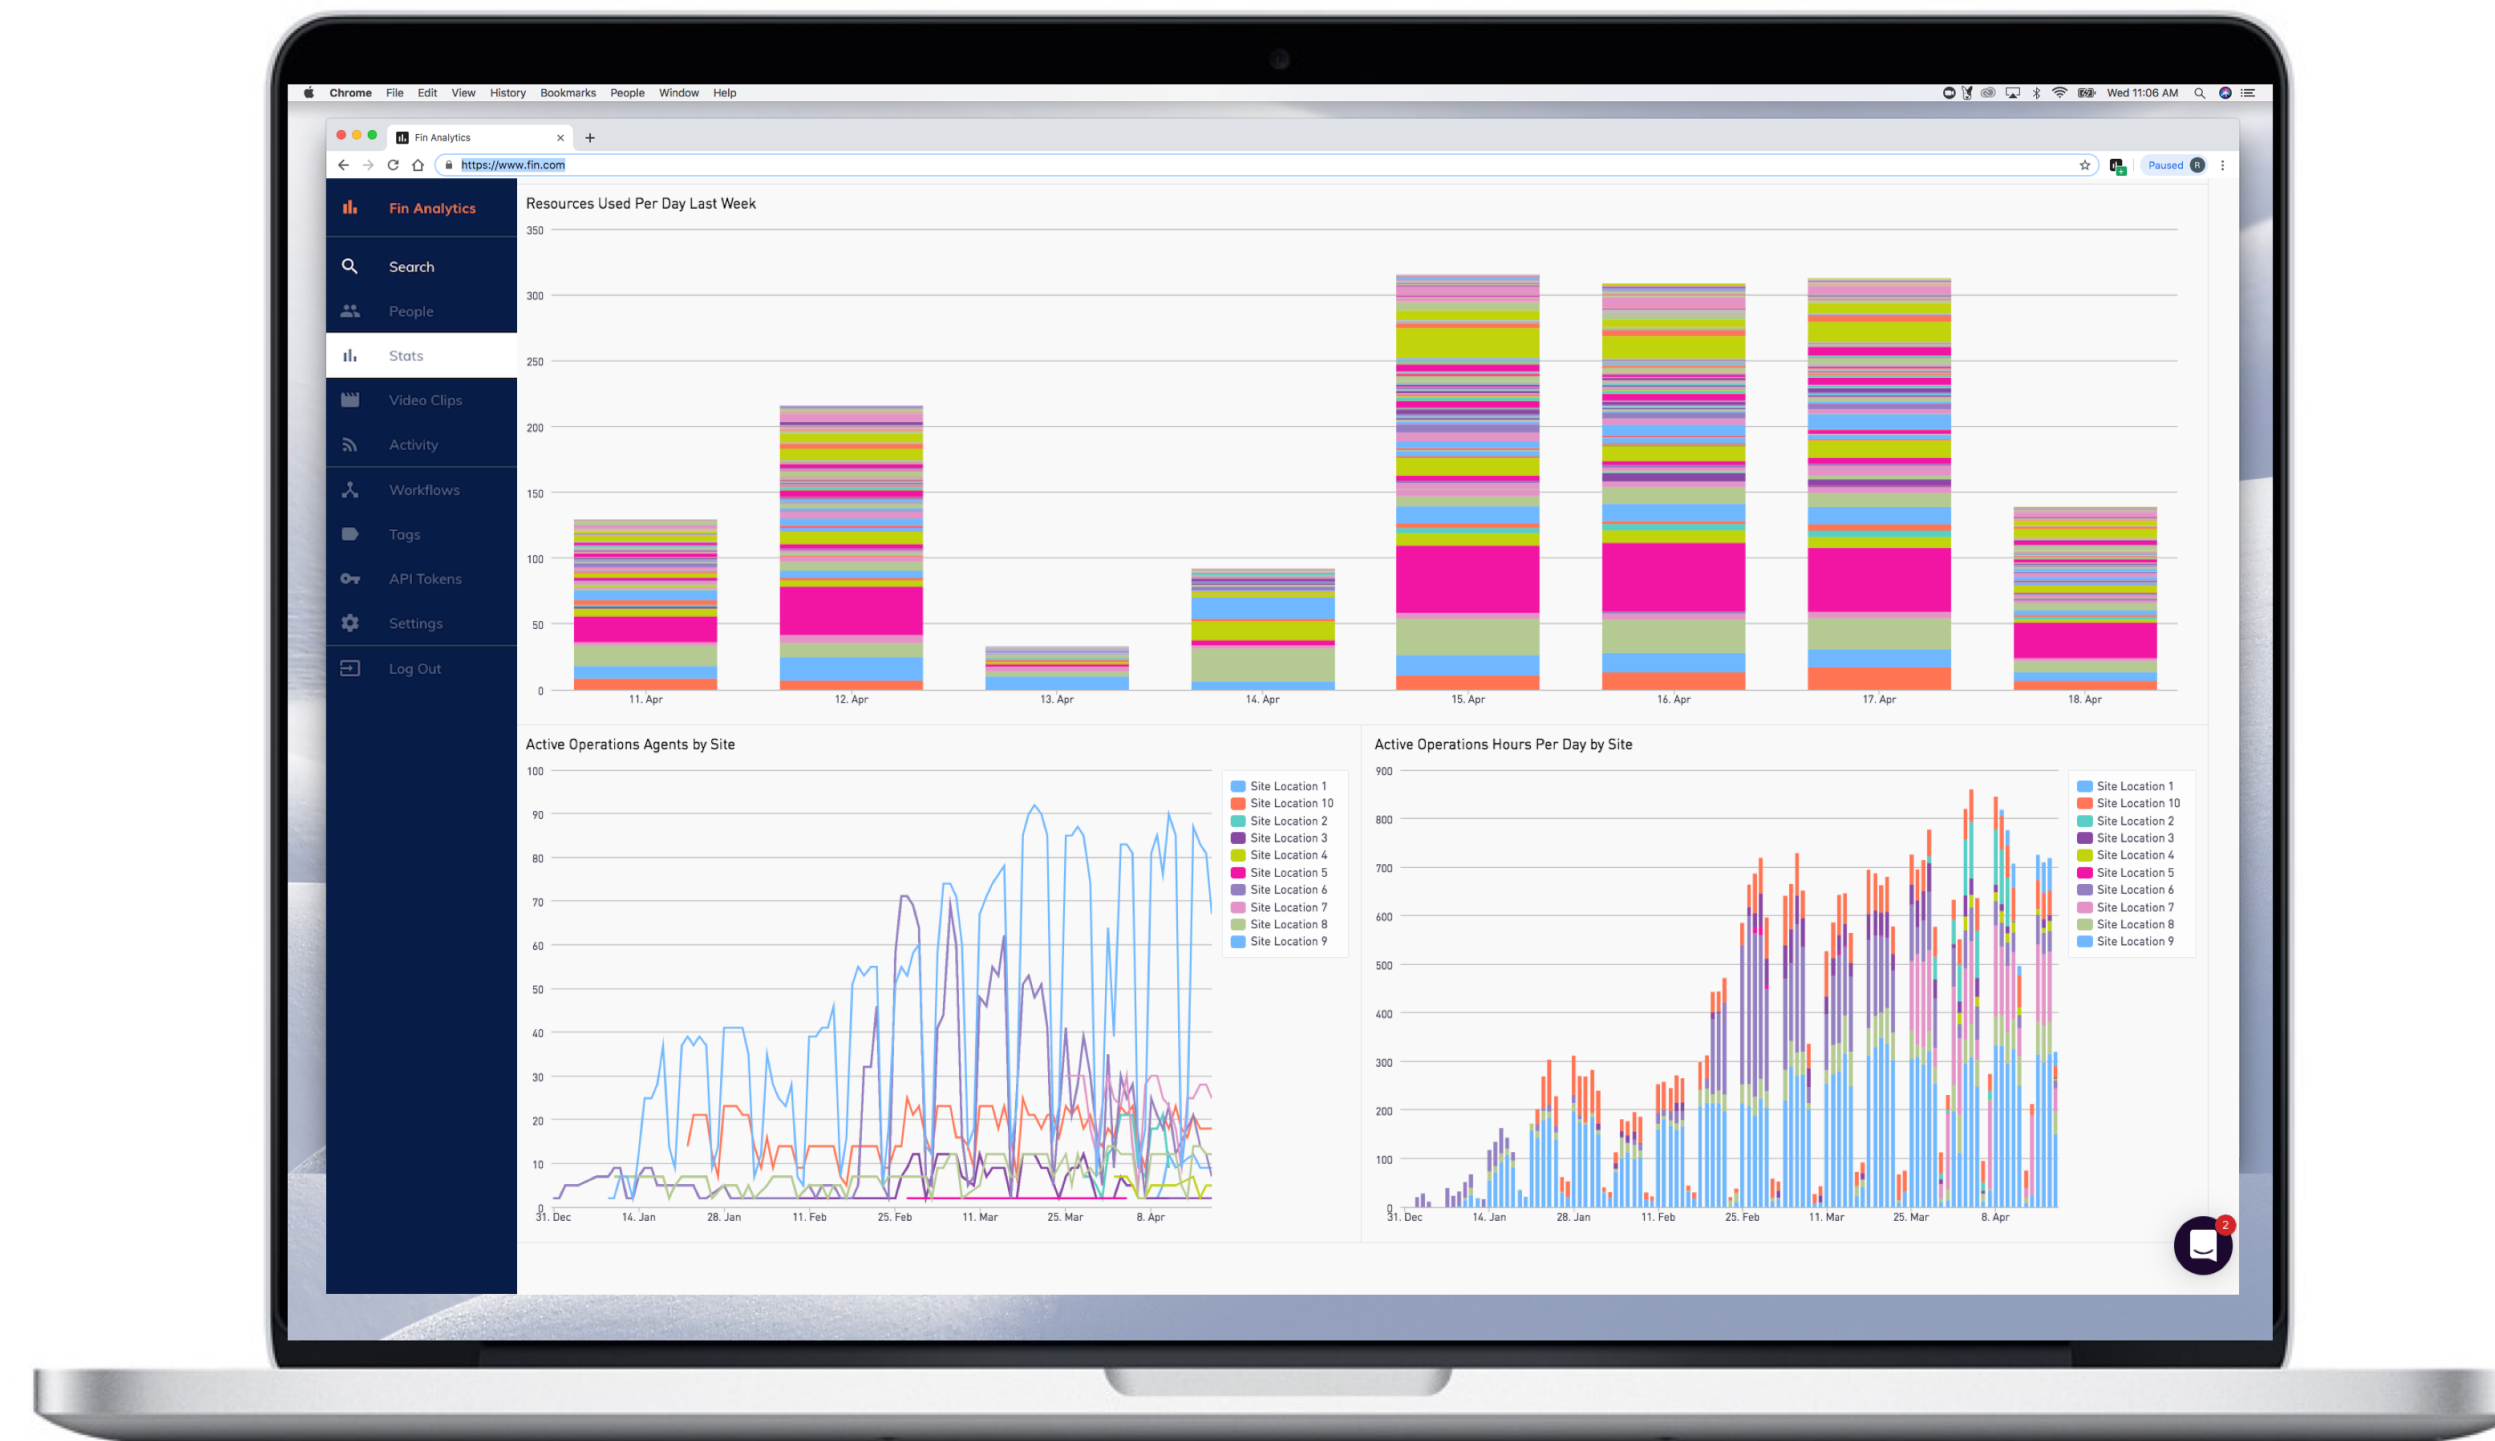 Chrome File Edit View History Bookmarks People Window Help
Wed 11:06 AM
Fin Analytics
https://www.fin.com
Paused R
Fin Analytics
Search
People
Stats
Video Clips
Activity
Workflows
Tags
API Tokens
Settings
Log Out
Resources Used Per Day Last Week
350
300
250
200
150
100
50
0
11. Apr 12. Apr 13. Apr 14. Apr 15. Apr 16. Apr 17. Apr 18. Apr
Active Operations Agents by Site
100
90
80
70
60
50
40
30
20
10
0
31. Dec 14. Jan 28. Jan 11. Feb 25. Feb 11. Mar 25. Mar 8. Apr
Site Location 1
Site Location 10
Site Location 2
Site Location 3
Site Location 4
Site Location 5
Site Location 6
Site Location 7
Site Location 8
Site Location 9
Active Operations Hours Per Day by Site
900
800
700
600
500
400
300
200
100
0
31. Dec 14. Jan 28. Jan 11. Feb 25. Feb 11. Mar 25. Mar 8. Apr
Site Location 1
Site Location 10
Site Location 2
Site Location 3
Site Location 4
Site Location 5
Site Location 6
Site Location 7
Site Location 8
Site Location 9
2